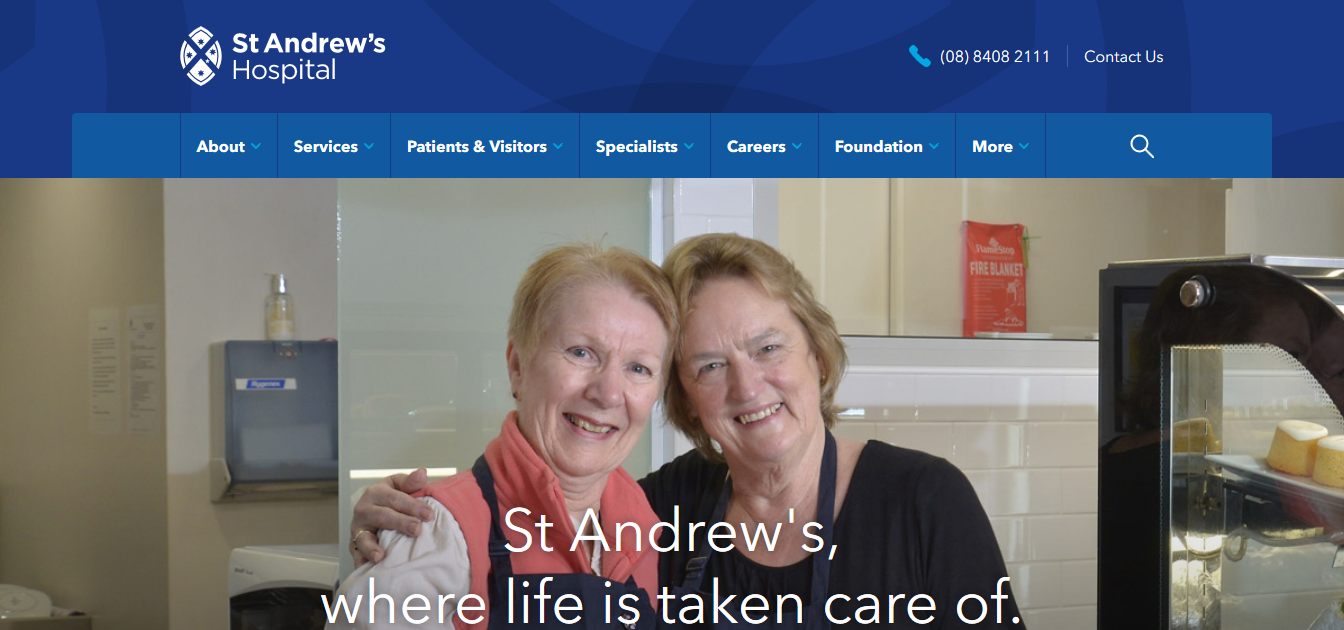 St Andrew's
Hospital
(08) 8408 2111
Contact Us
About
Services
Patients & Visitors
Specialists
Careers
Foundation
More
FlameStop
FIRE BLANKET
St Andrew's,
where life is taken care of.